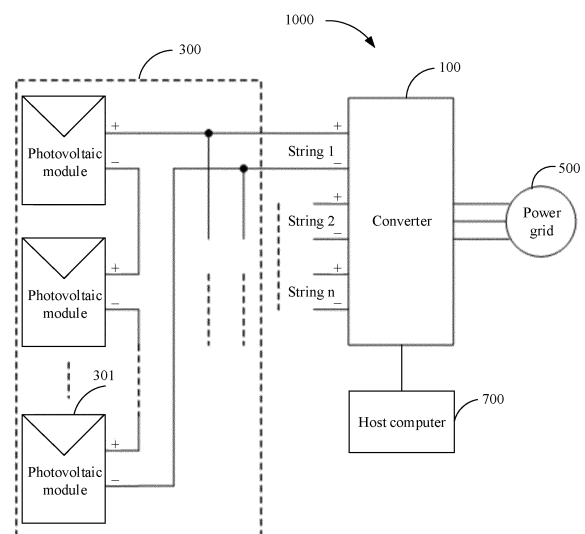 1000
300
100
Photovoltaic
module
+
−
String 1
+
−
String 2
+
−
String n
+
−
Converter
500
Power
grid
Photovoltaic
module
+
−
301
Photovoltaic
module
+
−
Host computer
700